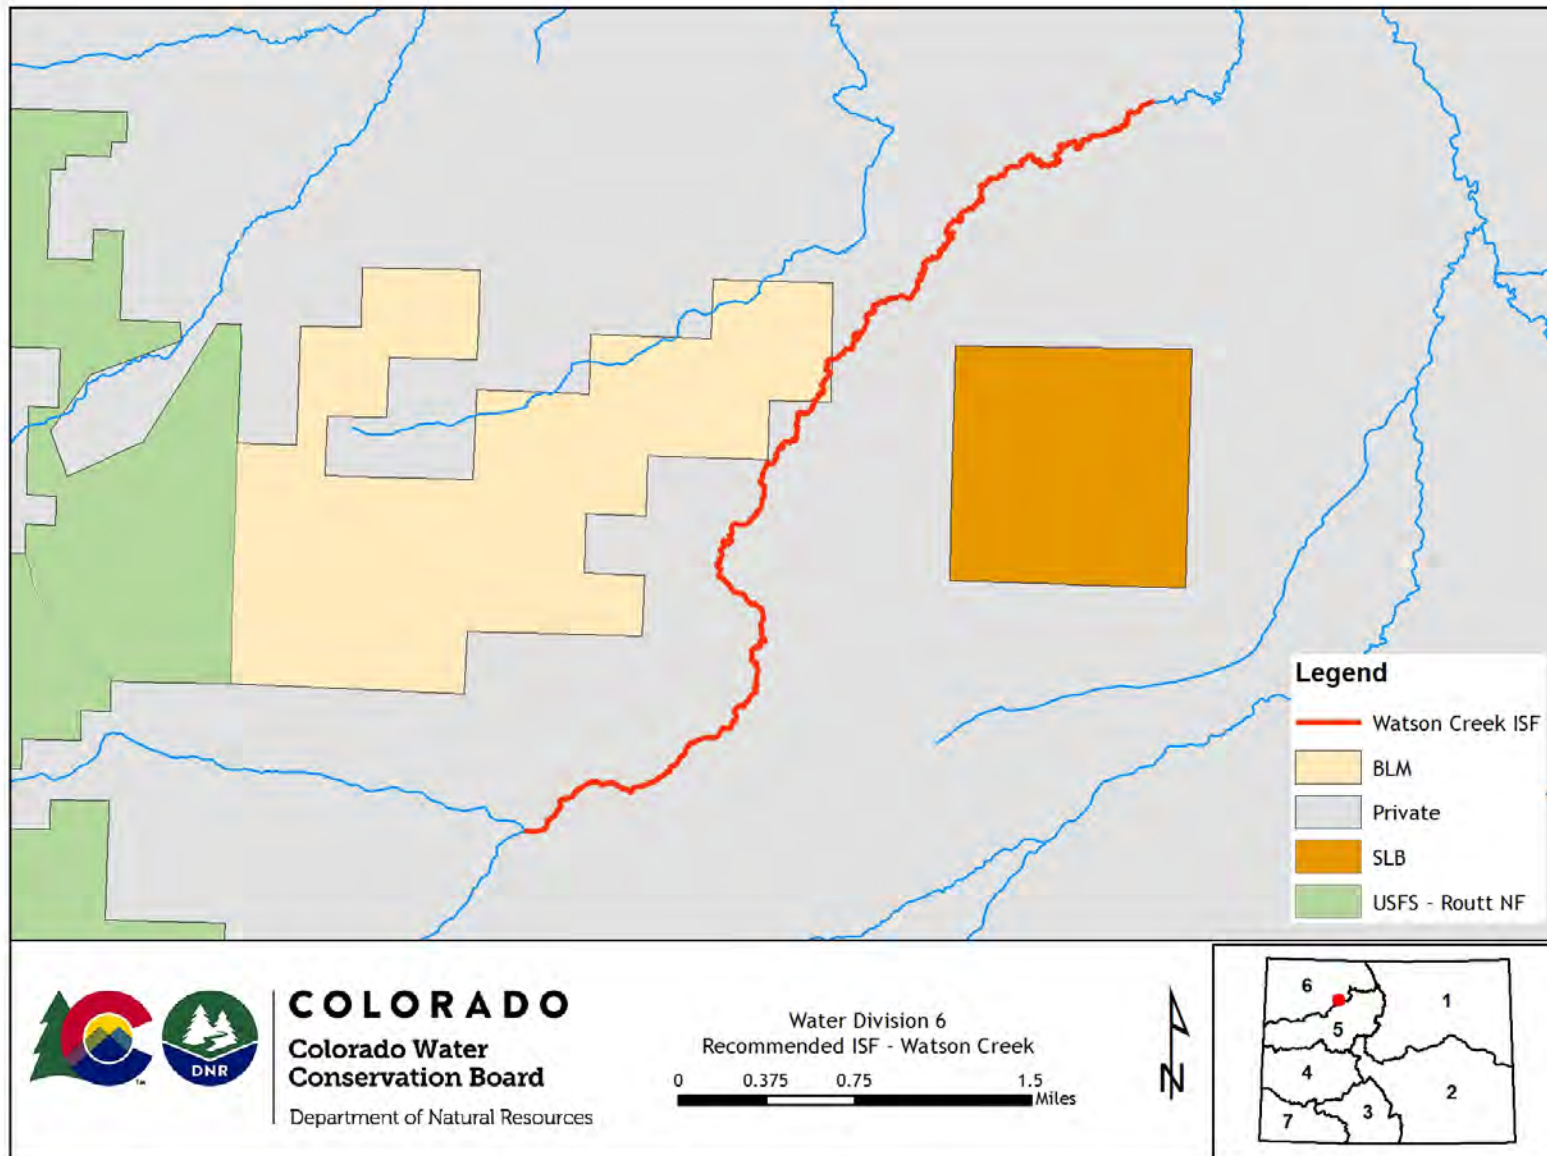 Legend
Watson Creek ISF
BLM
Private
SLB
USFS - Routt NF
COLORADO
Colorado Water
Conservation Board
Department of Natural Resources
DNR
TM
Water Division 6
Recommended ISF - Watson Creek
0 0.375 0.75 1.5
Miles
N
6
1
5
4
2
3
7